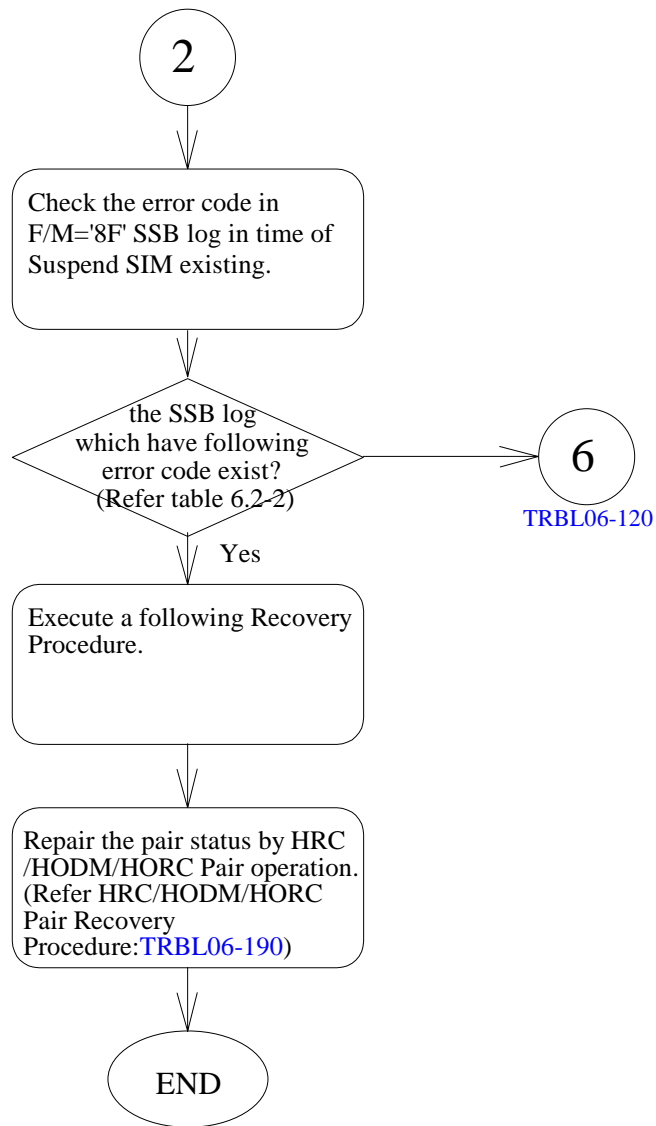 2
Check the error code in
F/M='8F' SSB log in time of
Suspend SIM existing.
the SSB log
which have following
error code exist?
(Refer table 6.2-2)
6
TRBL06-120
Yes
Execute a following Recovery
Procedure.
Repair the pair status by HRC
/HODM/HORC Pair operation.
(Refer HRC/HODM/HORC
Pair Recovery
Procedure:TRBL06-190)
END